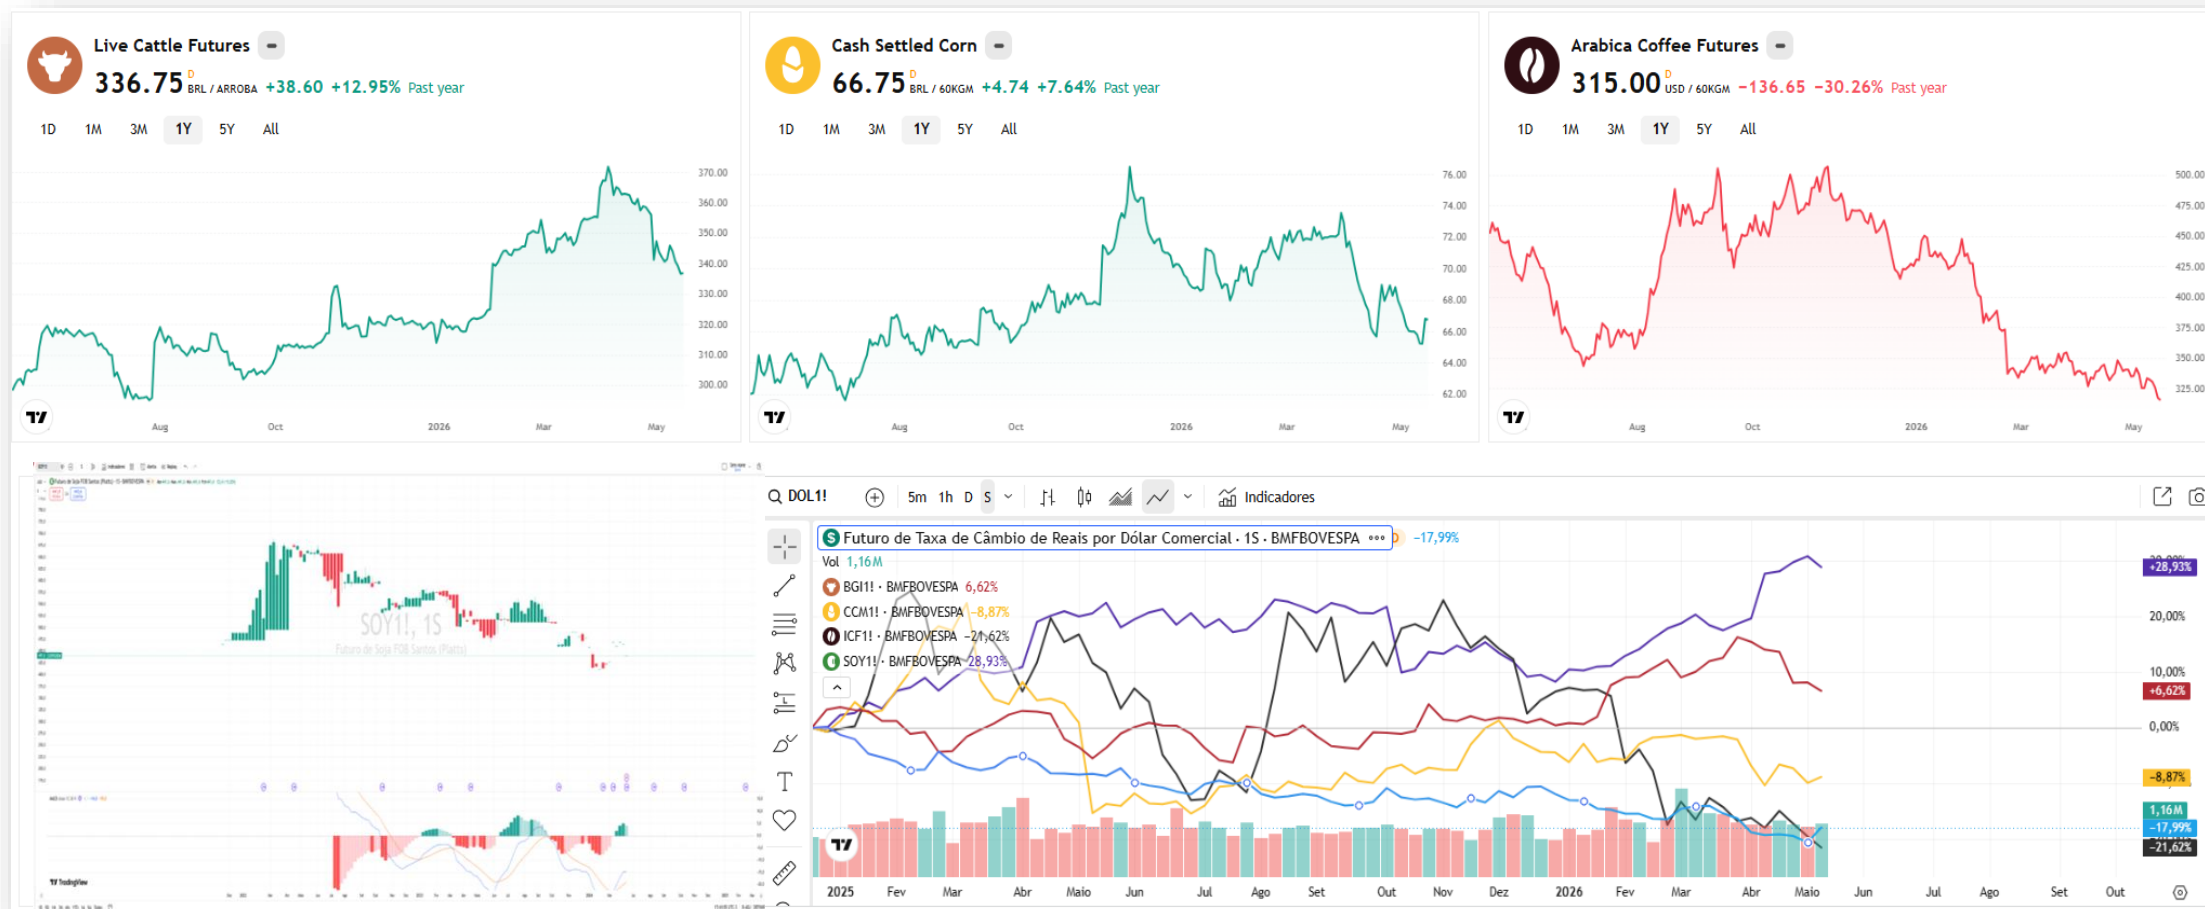 Live Cattle Futures
336.75 D BRL / ARROBA +38.60 +12.95% Past year
1D 1M 3M 1Y 5Y All
370.00
360.00
350.00
340.00
330.00
320.00
310.00
300.00
Aug Oct 2026 Mar May
Cash Settled Corn
66.75 D BRL / 60KGM +4.74 +7.64% Past year
1D 1M 3M 1Y 5Y All
76.00
74.00
72.00
70.00
68.00
66.00
64.00
62.00
Aug Oct 2026 Mar May
Arabica Coffee Futures
315.00 D USD / 60KGM −136.65 −30.26% Past year
1D 1M 3M 1Y 5Y All
500.00
475.00
450.00
425.00
400.00
375.00
350.00
325.00
Aug Oct 2026 Mar May
SOY1!, 1S
Futuro de Soja FOB Santos (Platts)
TradingView
DOL1! 5m 1h D S Indicadores
Futuro de Taxa de Câmbio de Reais por Dólar Comercial · 1S · BMFBOVESPA D −17,99%
Vol 1,16M
BGI1! · BMFBOVESPA 6,62%
CCM1! · BMFBOVESPA −8,87%
ICF1! · BMFBOVESPA −21,62%
SOY1! · BMFBOVESPA 28,93%
+28,93%
20,00%
10,00%
+6,62%
0,00%
−8,87%
1,16M
−17,99%
−21,62%
2025 Fev Mar Abr Maio Jun Jul Ago Set Out Nov Dez 2026 Fev Mar Abr Maio Jun Jul Ago Set Out